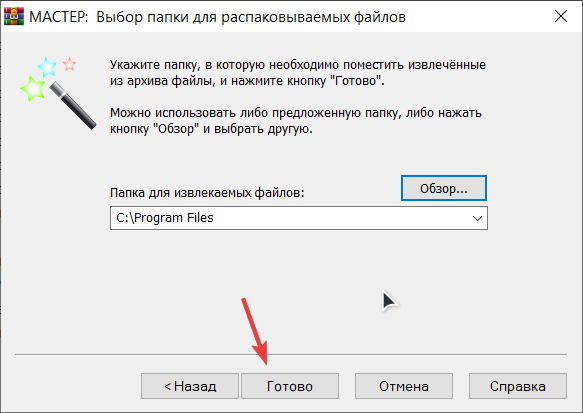 МАСТЕР: Выбор папки для распаковываемых файлов
Укажите папку, в которую необходимо поместить извлечённые
из архива файлы, и нажмите кнопку "Готово".
Можно использовать либо предложенную папку, либо нажать
кнопку "Обзор" и выбрать другую.
Папка для извлекаемых файлов:
Обзор...
C:\Program Files
< Назад
Готово
Отмена
Справка